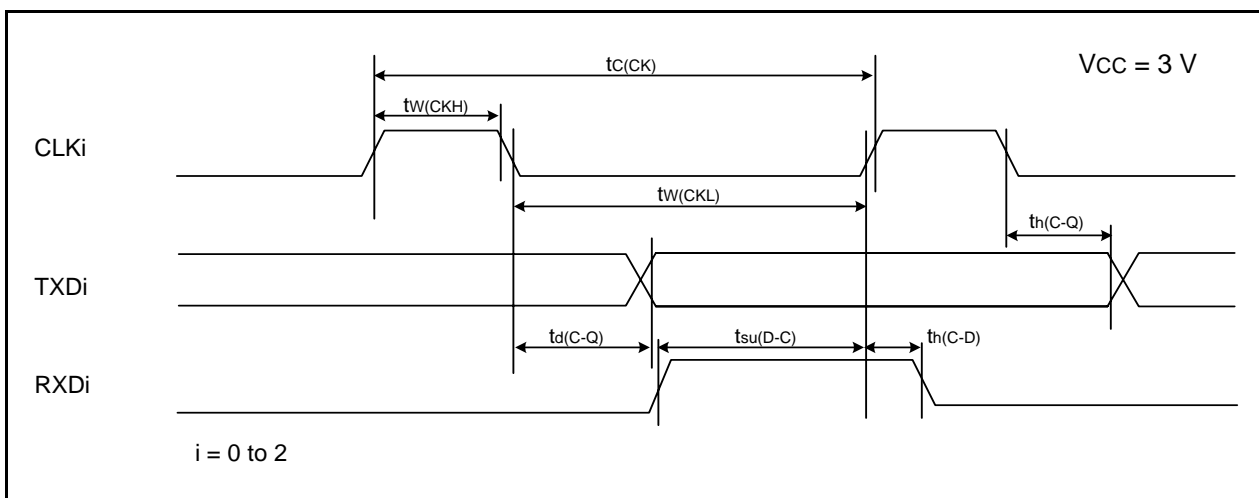 tC(CK)
VCC = 3 V
tW(CKH)
CLKi
tW(CKL)
th(C-Q)
TXDi
td(C-Q)
tsu(D-C)
th(C-D)
RXDi
i = 0 to 2